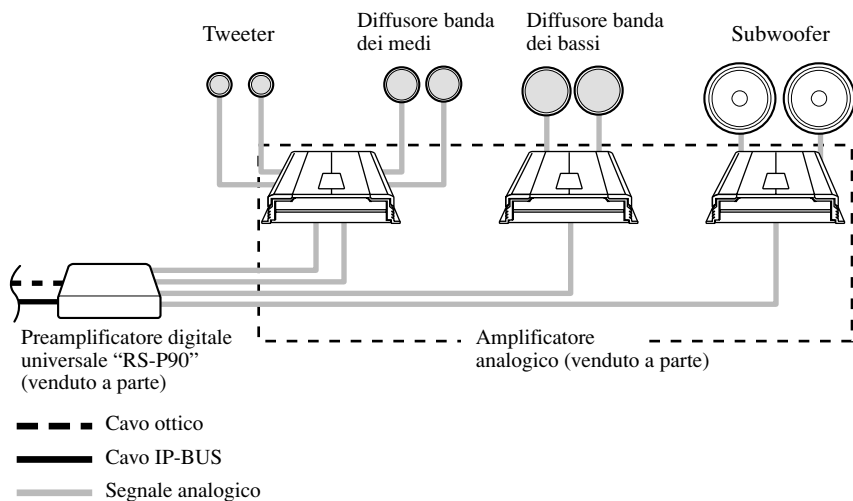 Tweeter
Diffusore banda
dei medi
Diffusore banda
dei bassi
Subwoofer
Preamplificatore digitale
universale “RS-P90”
(venduto a parte)
Amplificatore
analogico (venduto a parte)
Cavo ottico
Cavo IP-BUS
Segnale analogico